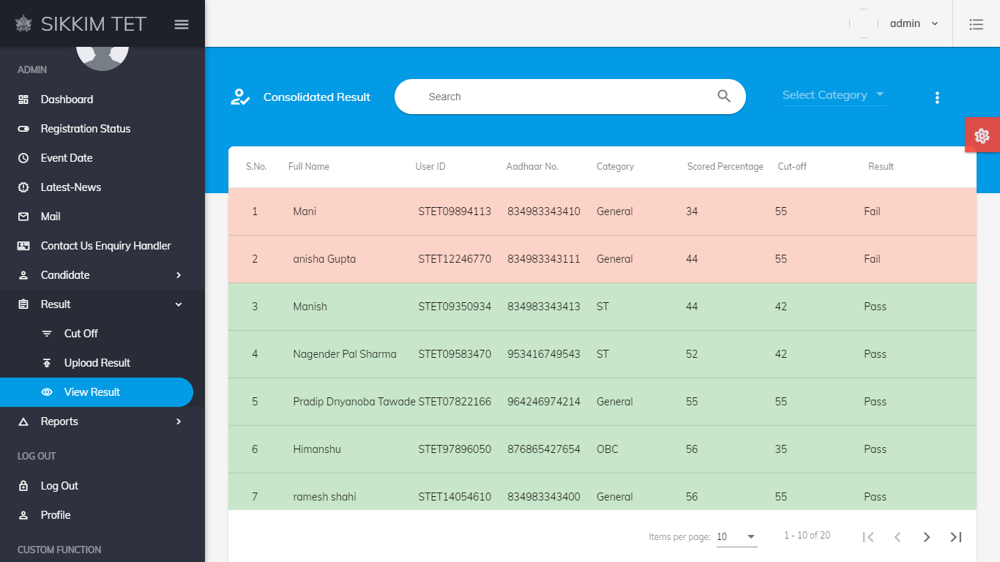 SIKKIM TET
admin
ADMIN
Dashboard
Registration Status
Event Date
Latest-News
Mail
Contact Us Enquiry Handler
Candidate
Result
Cut Off
Upload Result
View Result
Reports
LOG OUT
Log Out
Profile
CUSTOM FUNCTION
Consolidated Result
Search
Select Category
S.No. Full Name User ID Aadhaar No. Category Scored Percentage Cut-off Result
1 Mani STET09894113 834983343410 General 34 55 Fail
2 anisha Gupta STET12246770 834983343111 General 44 55 Fail
3 Manish STET09350934 834983343413 ST 44 42 Pass
4 Nagender Pal Sharma STET09583470 953416749543 ST 52 42 Pass
5 Pradip Dnyanoba Tawade STET07822166 964246974214 General 55 55 Pass
6 Himanshu STET97896050 876865427654 OBC 56 35 Pass
7 ramesh shahi STET14054610 834983343400 General 56 55 Pass
Items per page: 10 1 - 10 of 20